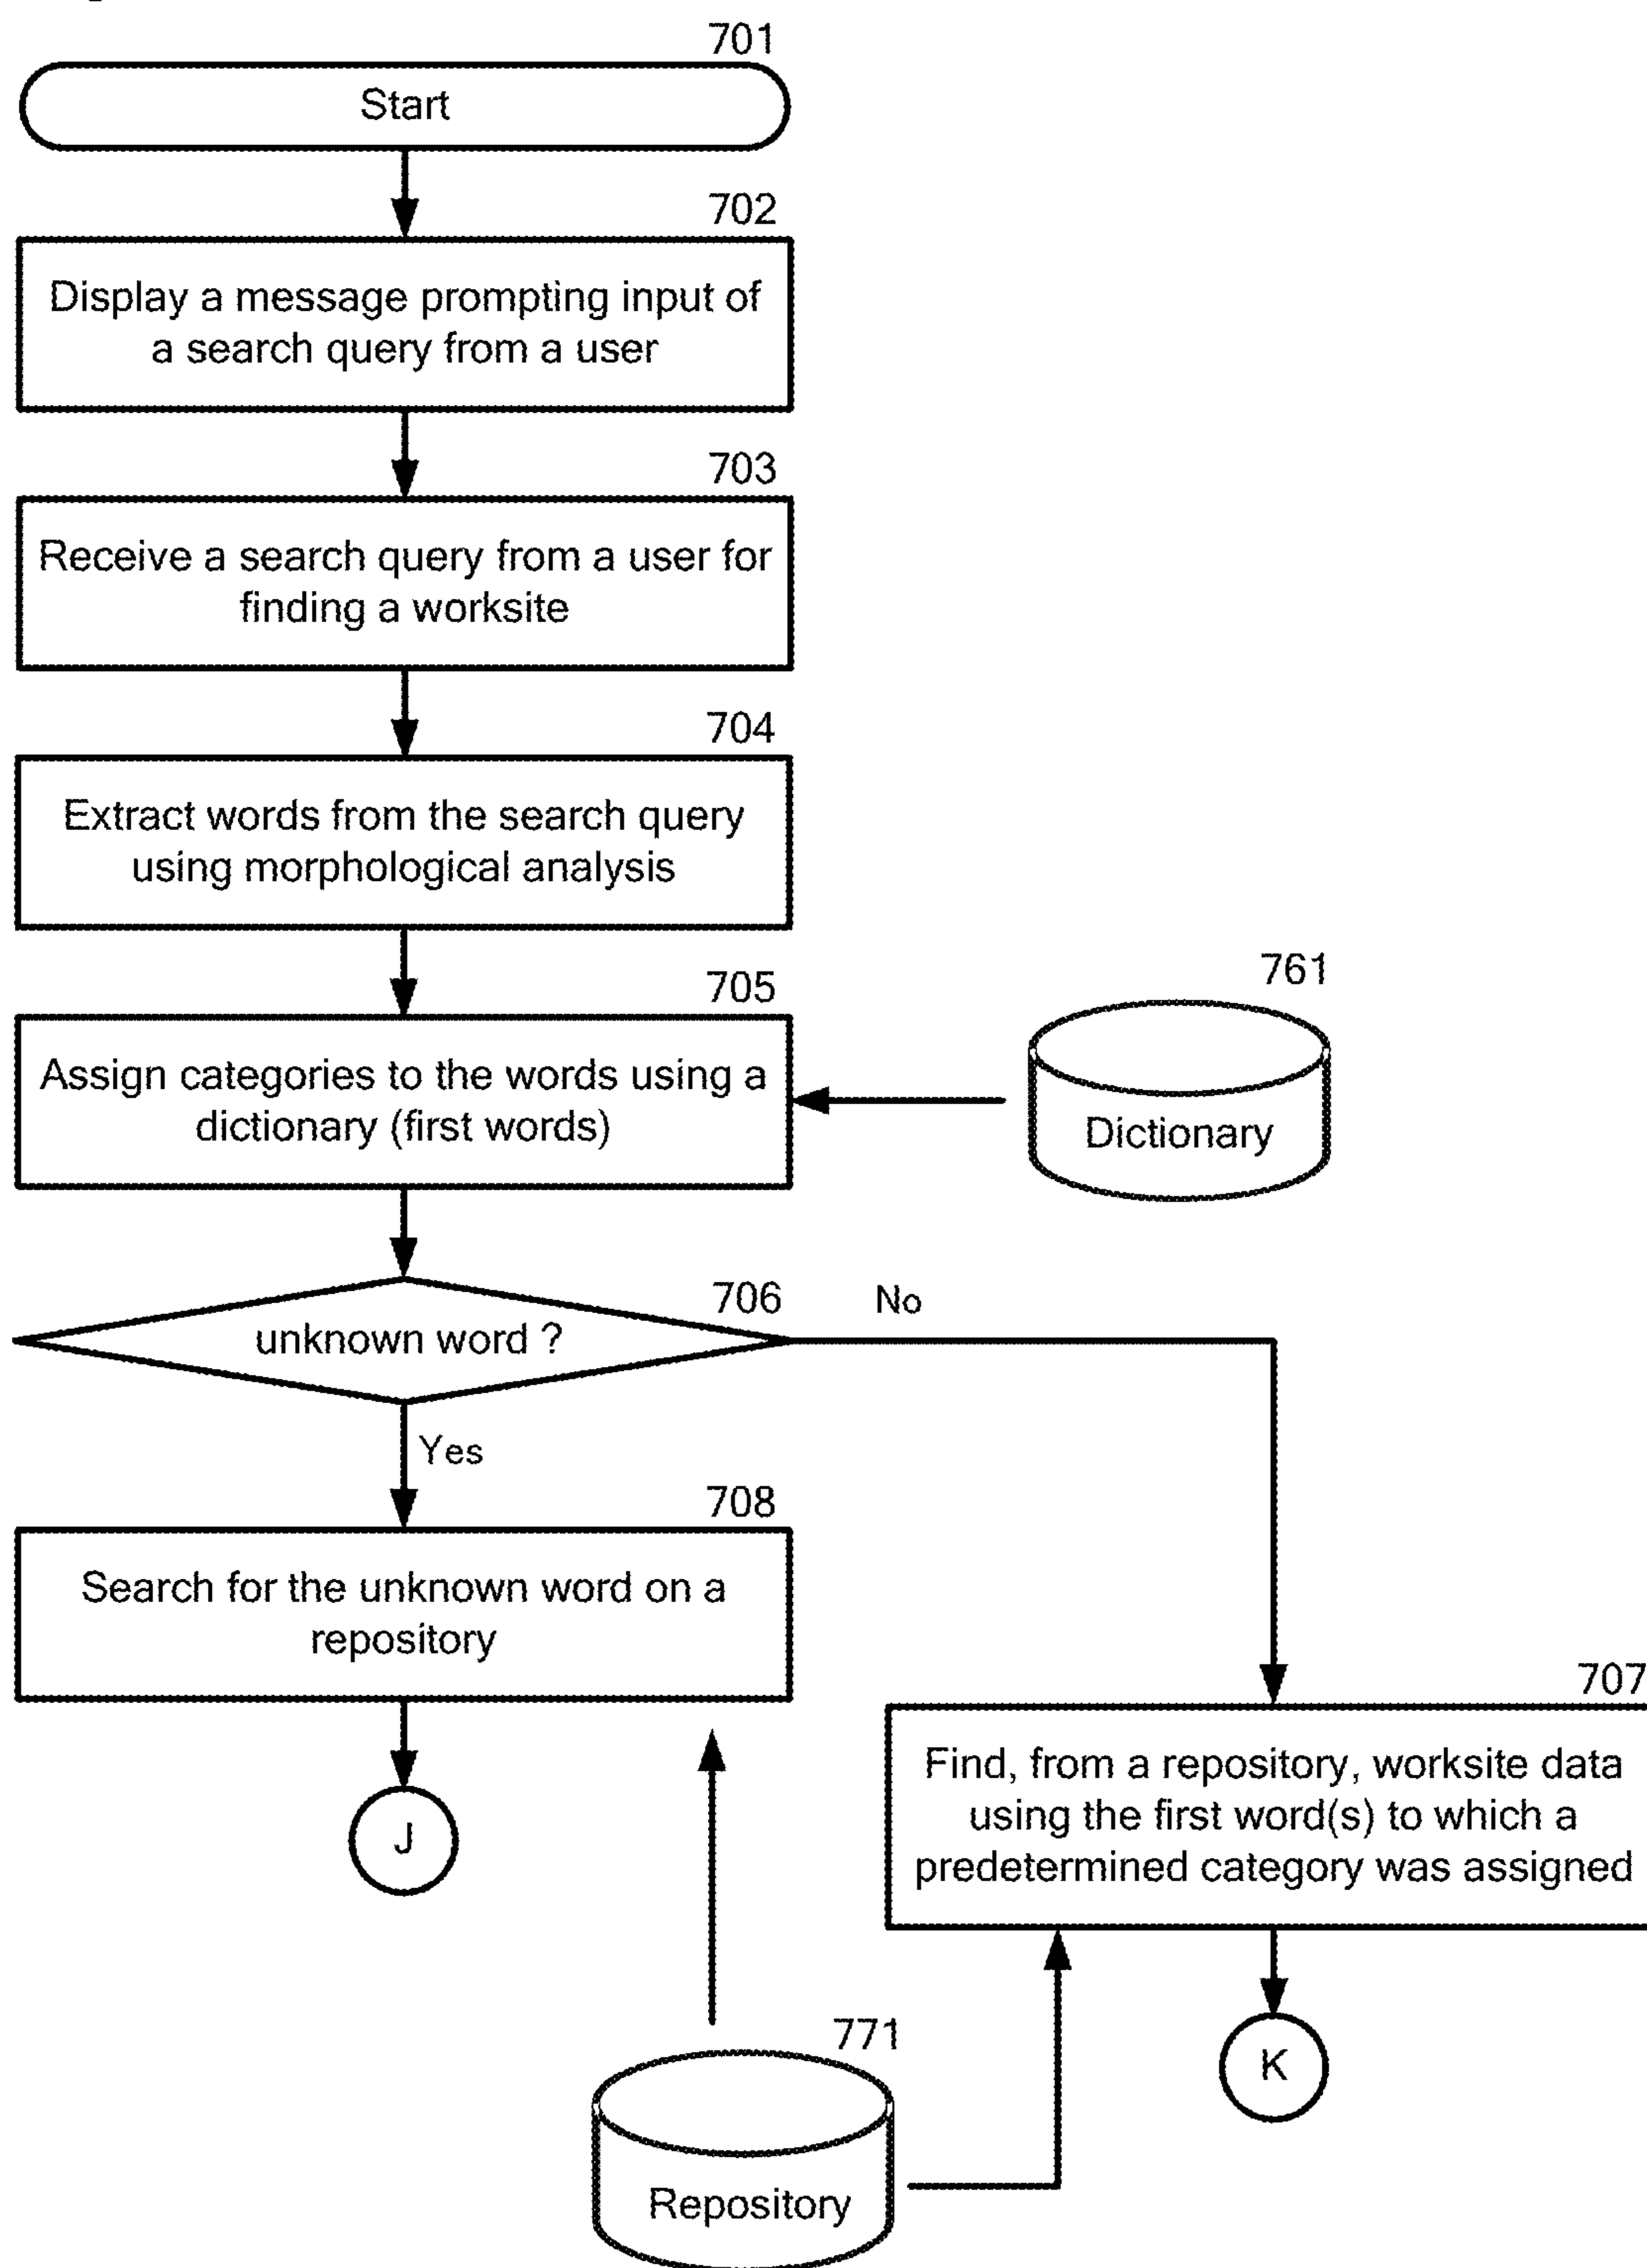 701
Start
702
Display a message prompting input of
a search query from a user
703
Receive a search query from a user for
finding a worksite
704
Extract words from the search query
using morphological analysis
705
Assign categories to the words using a
dictionary (first words)
761
Dictionary
706
unknown word ?
No
Yes
708
Search for the unknown word on a
repository
J
707
Find, from a repository, worksite data
using the first word(s) to which a
predetermined category was assigned
K
771
Repository